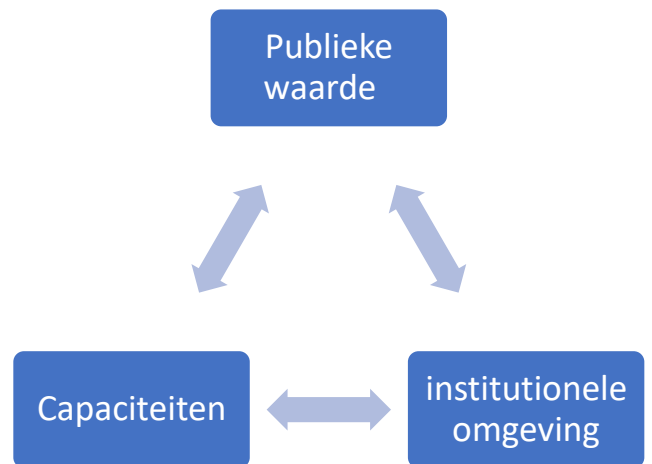 Publieke
waarde
Capaciteiten
institutionele
omgeving